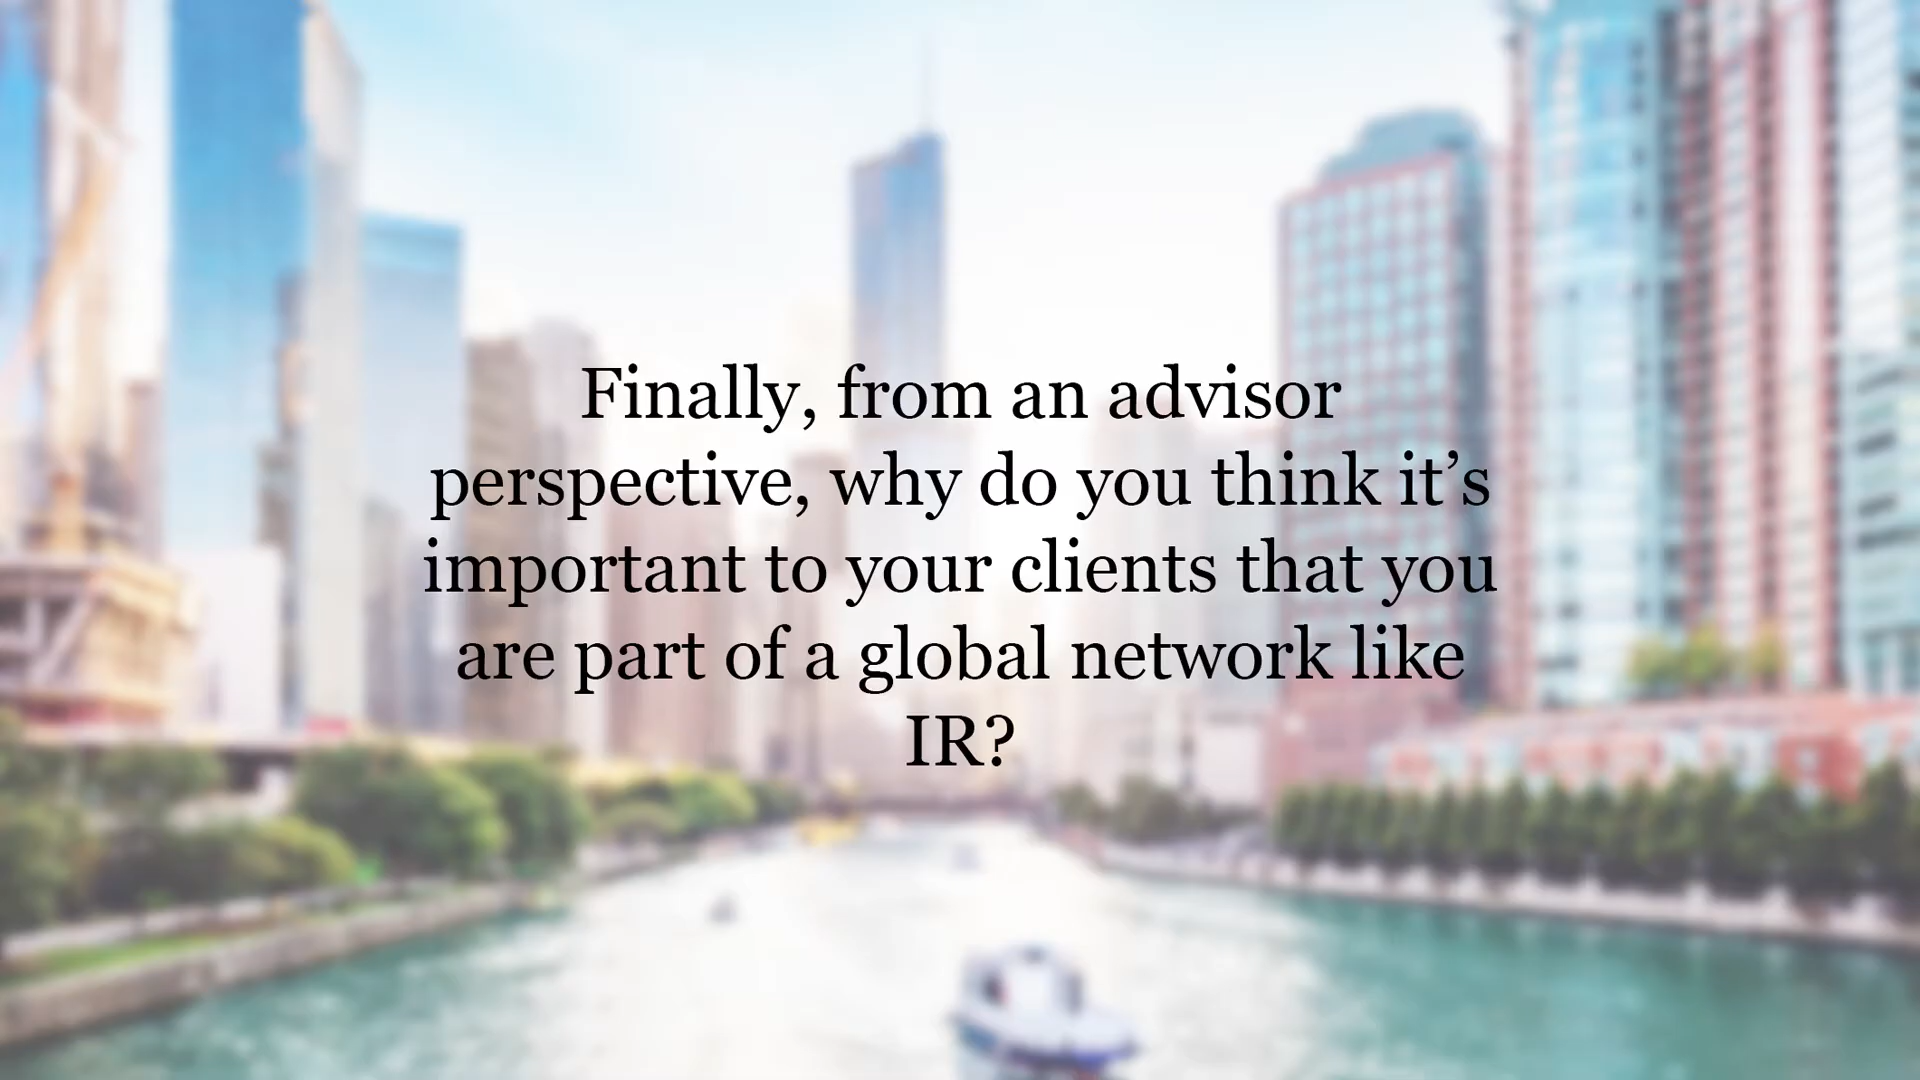 Finally, from an advisor
perspective, why do you think it’s
important to your clients that you
are part of a global network like
IR?